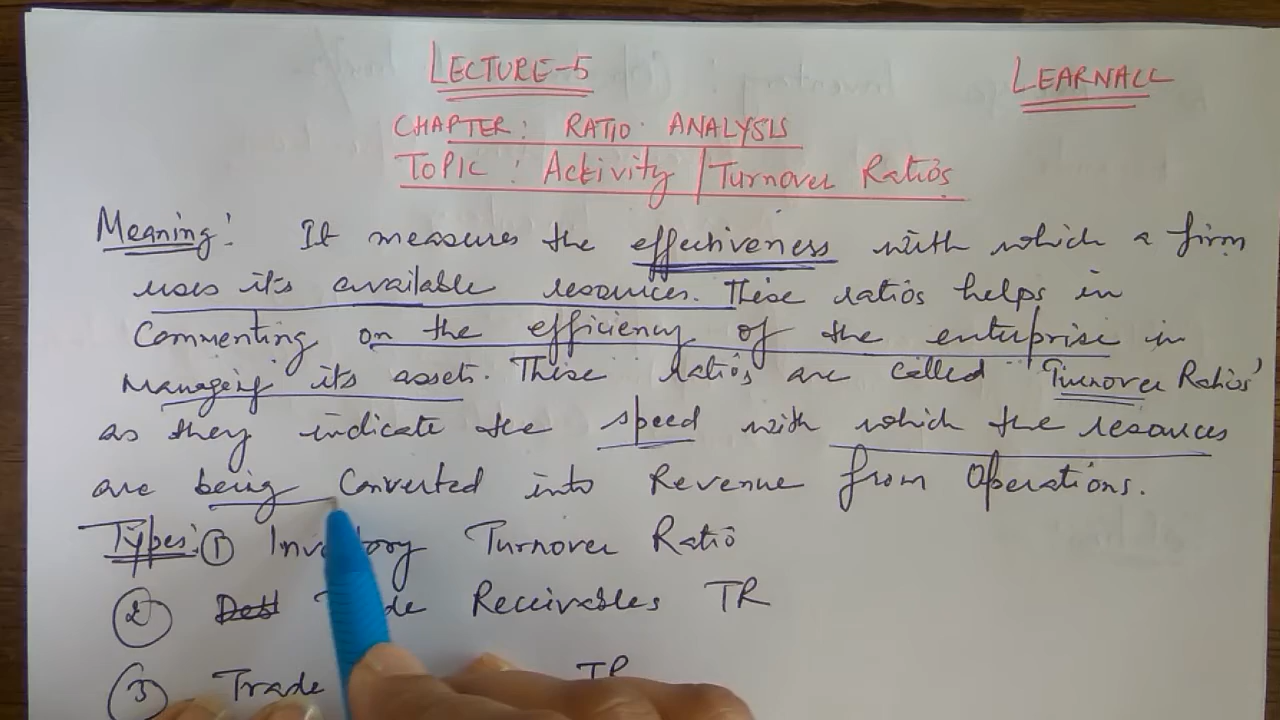 LECTURE-5
LEARNALL
CHAPTER: RATIO ANALYSIS
TOPIC: Activity/Turnover Ratios
Meaning: It measures the effectiveness with which a firm
uses it's available resources. These ratios helps in
Commenting on the efficiency of the enterprise in
Managing its assets. These ratios are called 'Turnover Ratios'
as they indicate the speed with which the resources
are being Converted into Revenue from Operations.
Types: ① Inventory Turnover Ratio
② Receivables TR
③ Trade TR